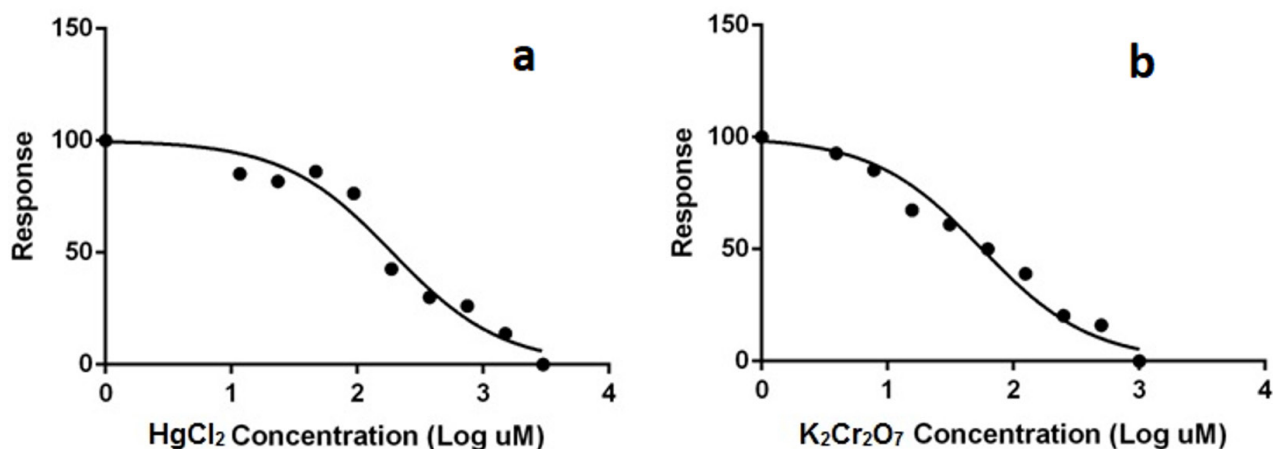 a
150
100
50
0
Response
0 1 2 3 4
HgCl₂ Concentration (Log uM)
b
150
100
50
0
Response
0 1 2 3 4
K₂Cr₂O₇ Concentration (Log uM)